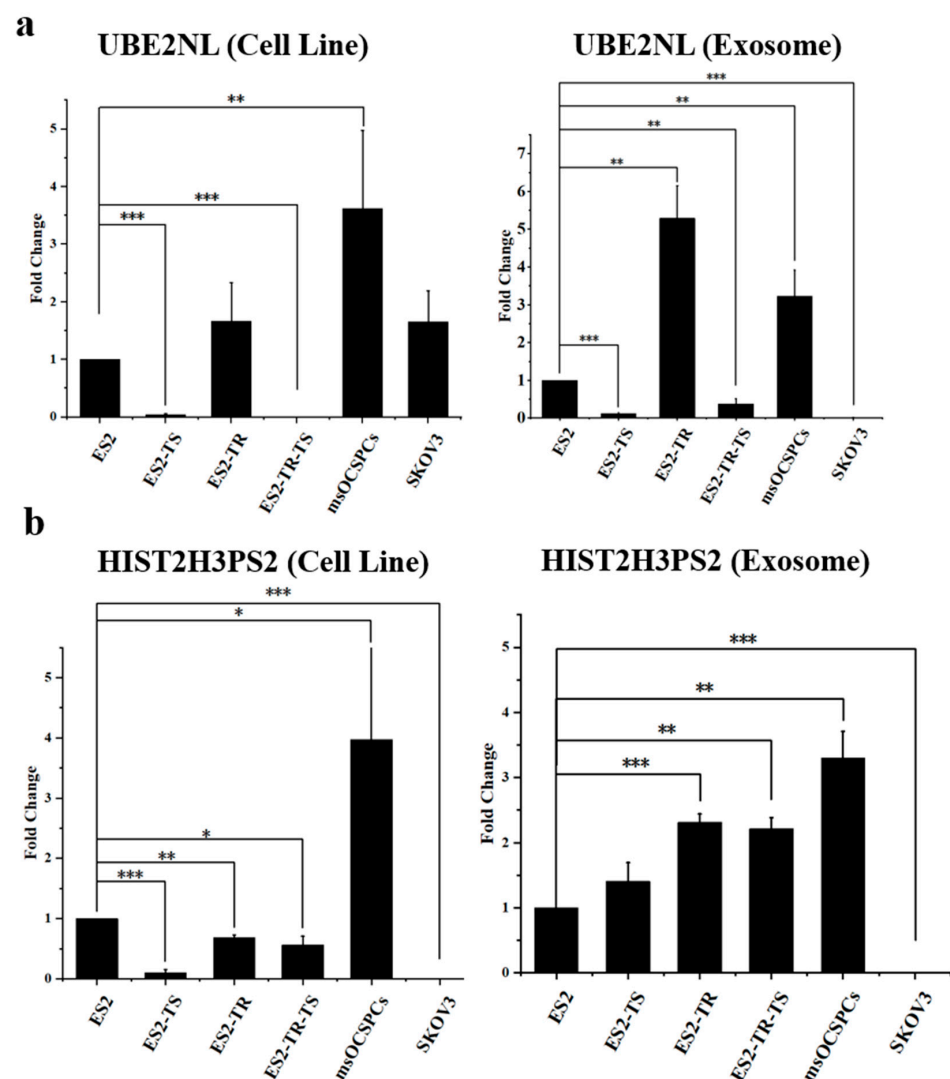 a
UBE2NL (Cell Line)
Fold Change
5
4
3
2
1
0
**
***
***
ES2
ES2-TS
ES2-TR
ES2-TR-TS
msOCSPCs
SKOV3
UBE2NL (Exosome)
Fold Change
7
6
5
4
3
2
1
0
***
**
**
**
***
ES2
ES2-TS
ES2-TR
ES2-TR-TS
msOCSPCs
SKOV3
b
HIST2H3PS2 (Cell Line)
Fold Change
5
4
3
2
1
0
***
*
*
**
***
ES2
ES2-TS
ES2-TR
ES2-TR-TS
msOCSPCs
SKOV3
HIST2H3PS2 (Exosome)
Fold Change
5
4
3
2
1
0
***
**
**
***
ES2
ES2-TS
ES2-TR
ES2-TR-TS
msOCSPCs
SKOV3